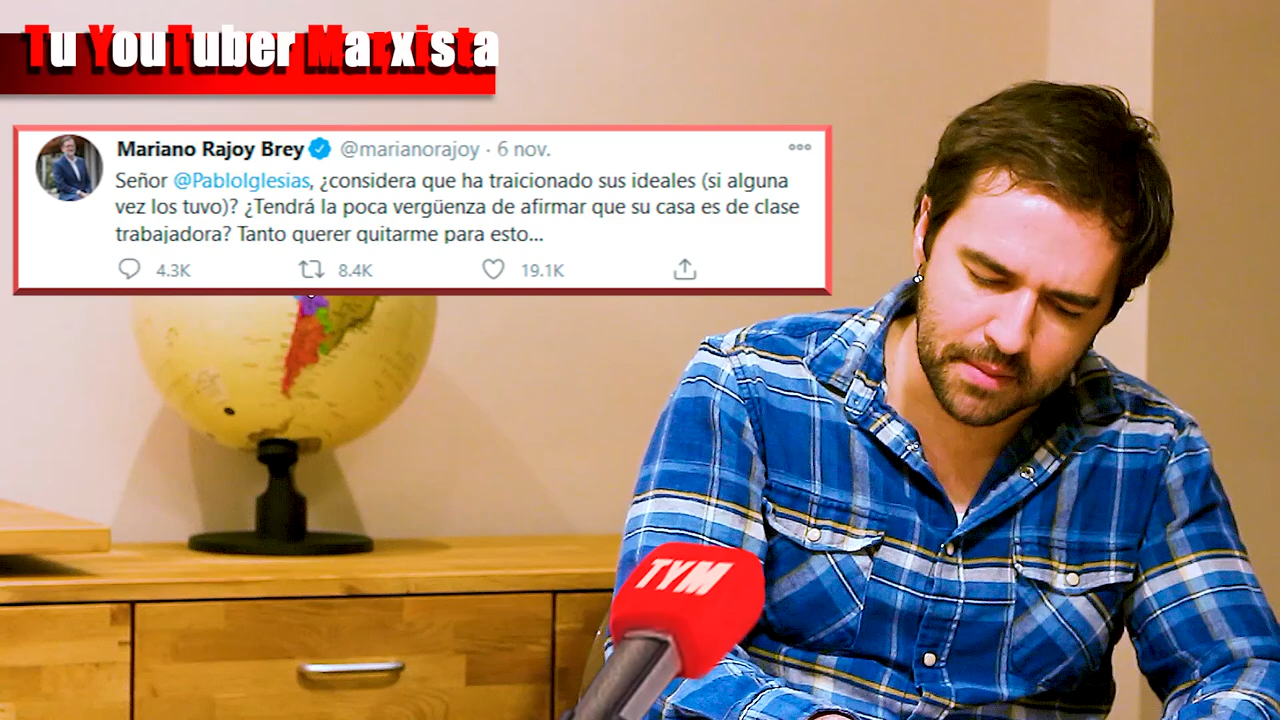 Tu YouTuber Marxista
Mariano Rajoy Brey @marianorajoy · 6 nov.
Señor @PabloIglesias, ¿considera que ha traicionado sus ideales (si alguna
vez los tuvo)? ¿Tendrá la poca vergüenza de afirmar que su casa es de clase
trabajadora? Tanto querer quitarme para esto...
4.3K 8.4K 19.1K
TYM